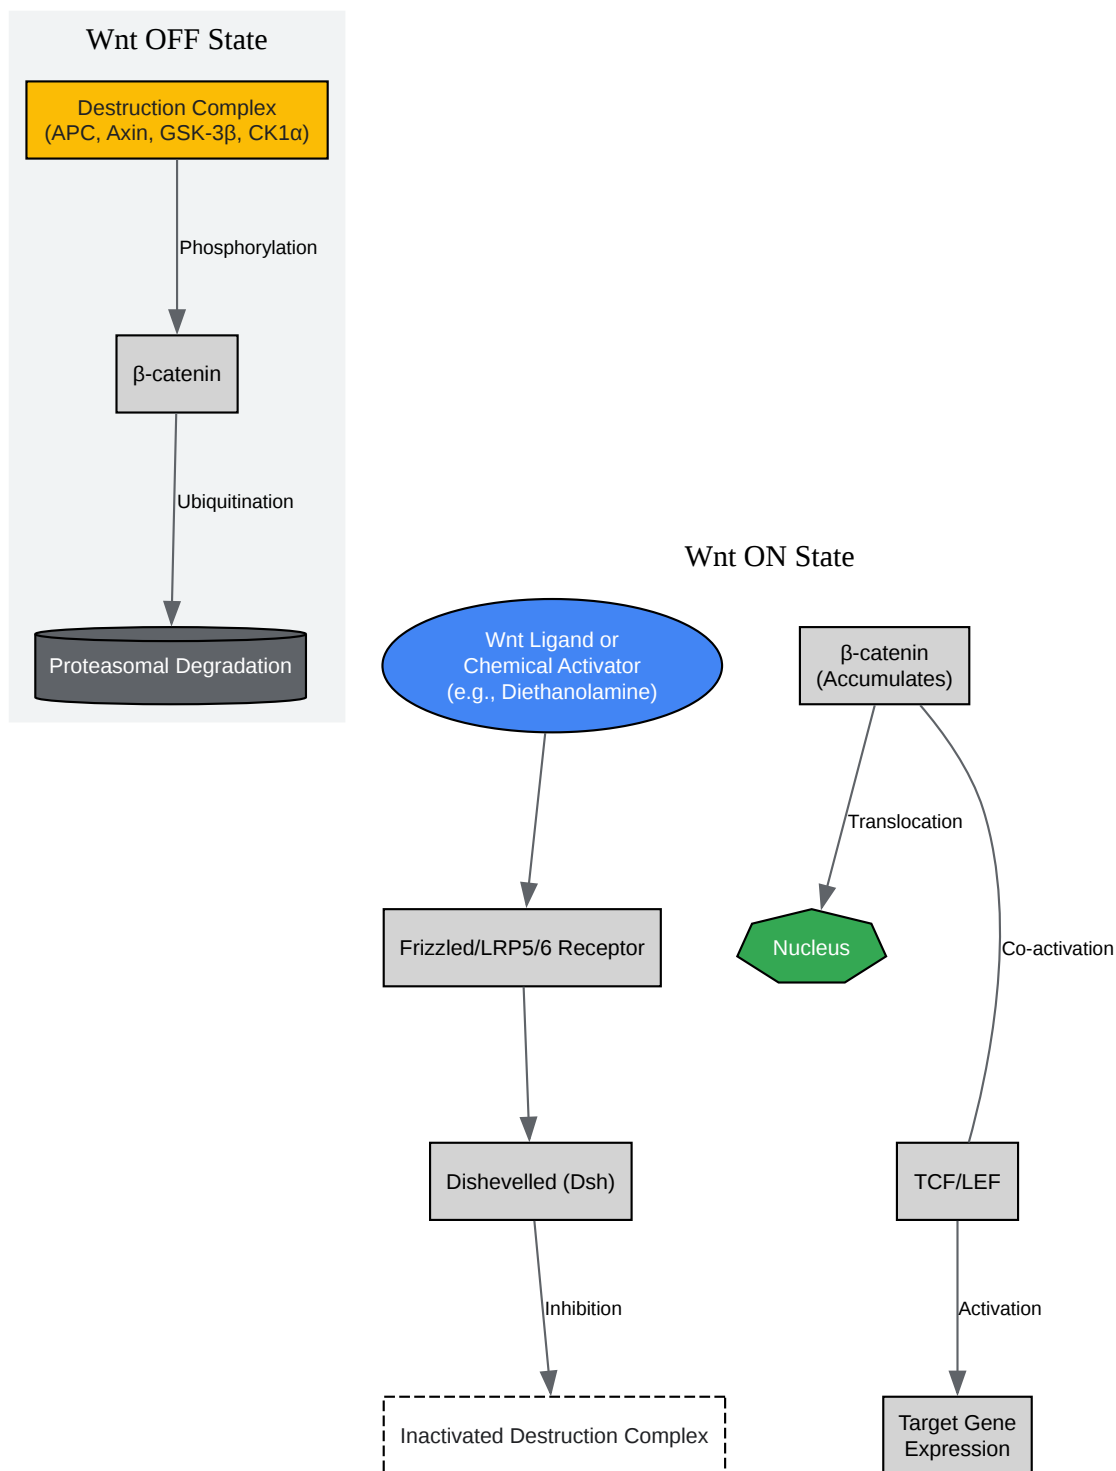 Wnt OFF State
Destruction Complex
(APC, Axin, GSK-3β, CK1α)
Phosphorylation
β-catenin
Ubiquitination
Proteasomal Degradation
Wnt ON State
Wnt Ligand or
Chemical Activator
(e.g., Diethanolamine)
Frizzled/LRP5/6 Receptor
Dishevelled (Dsh)
Inhibition
Inactivated Destruction Complex
β-catenin
(Accumulates)
Translocation
Nucleus
Co-activation
TCF/LEF
Activation
Target Gene
Expression